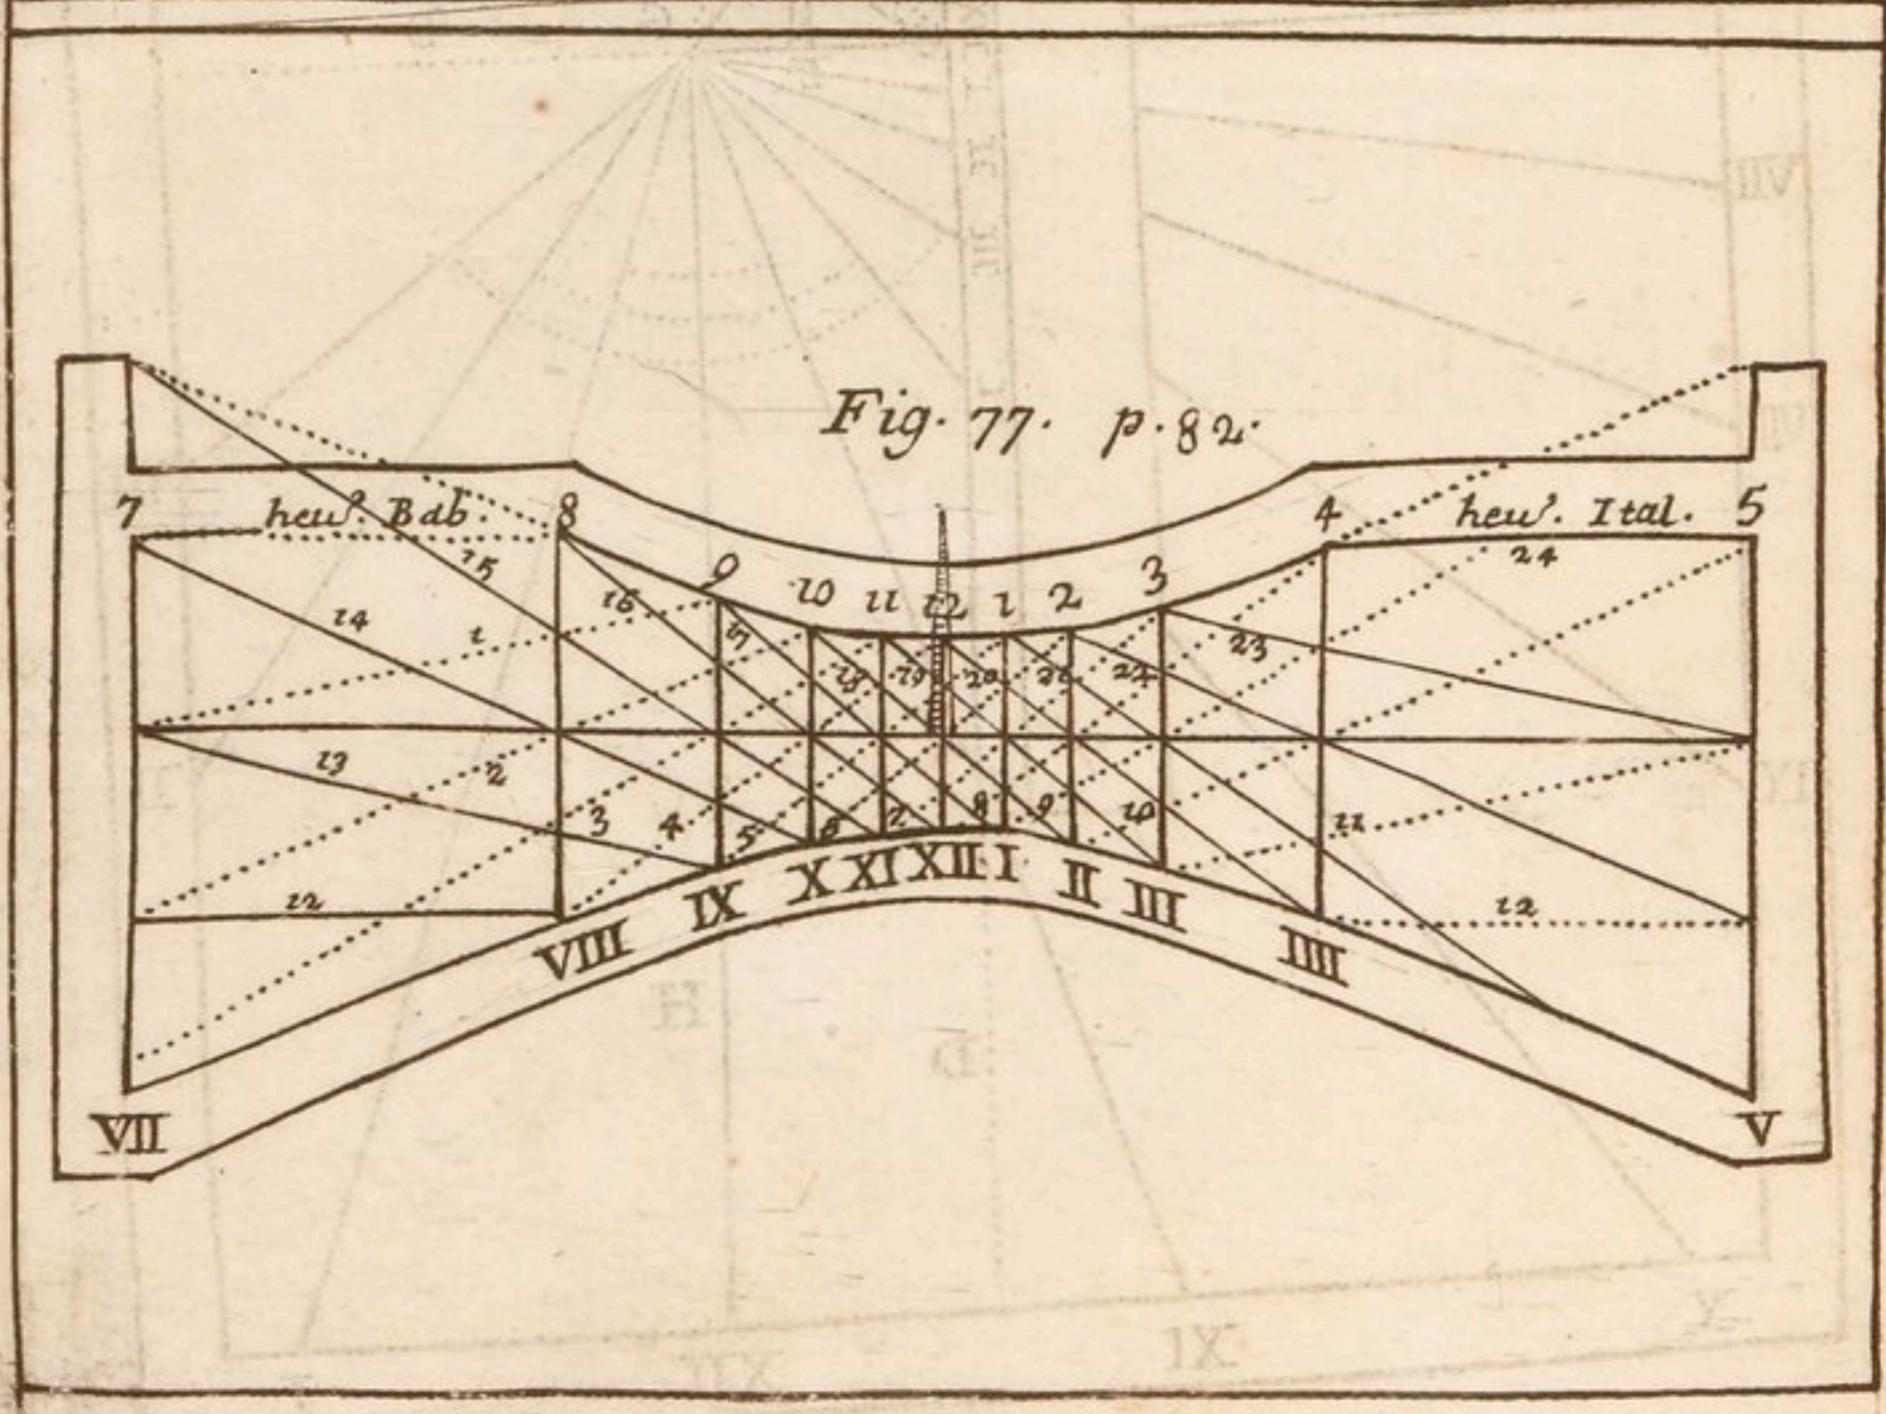 Fig. 77. p. 82.
7 heur. Bab. 8 4 heur. Ital. 5
9 10 11 12 1 2 3
24
15
16
14 1 17 23
18 19 20 21 22
13 2
3 4 5 6 7 8 9 10 11
12 12
VIII IX X XI XII I II III IIII
VII V